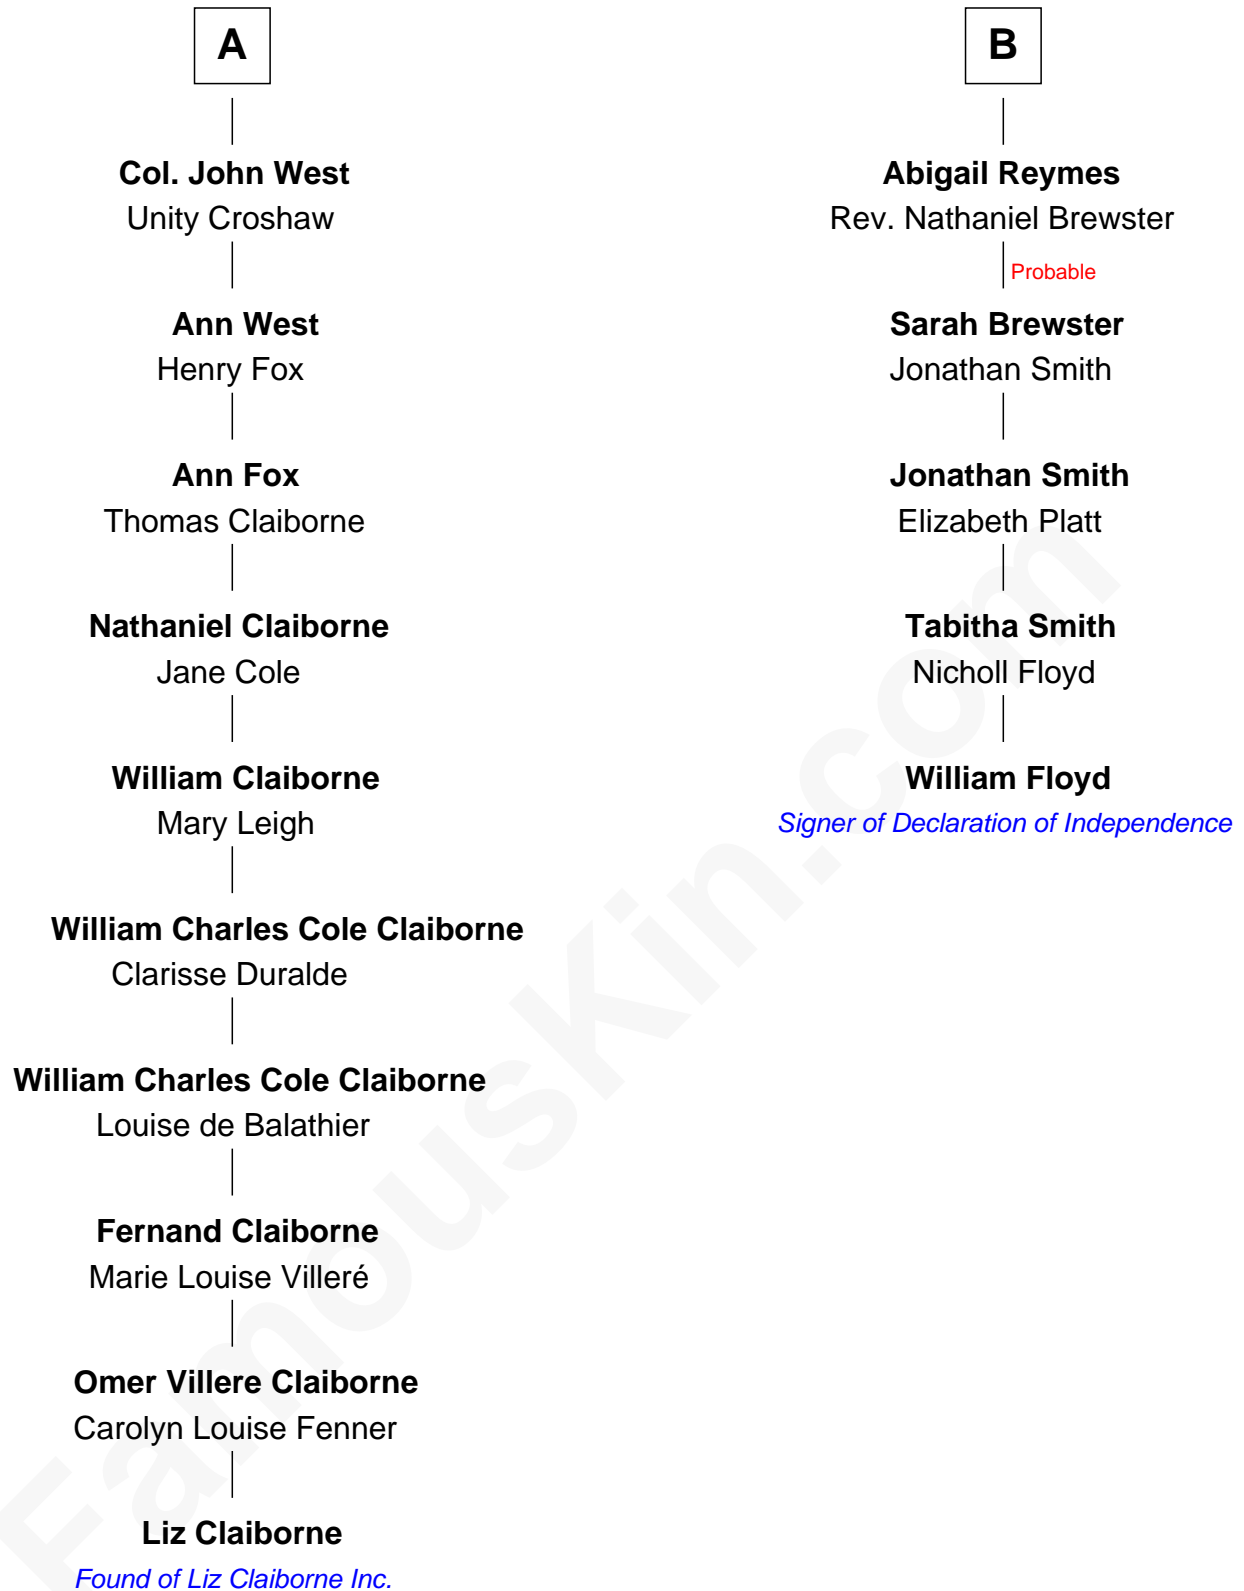 A
Col. John West
Unity Croshaw
Ann West
Henry Fox
Ann Fox
Thomas Claiborne
Nathaniel Claiborne
Jane Cole
William Claiborne
Mary Leigh
William Charles Cole Claiborne
Clarisse Duralde
William Charles Cole Claiborne
Louise de Balathier
Fernand Claiborne
Marie Louise Villeré
Omer Villere Claiborne
Carolyn Louise Fenner
Liz Claiborne
Found of Liz Claiborne Inc.
B
Abigail Reymes
Rev. Nathaniel Brewster
Probable
Sarah Brewster
Jonathan Smith
Jonathan Smith
Elizabeth Platt
Tabitha Smith
Nicholl Floyd
William Floyd
Signer of Declaration of Independence
FamousKin.com